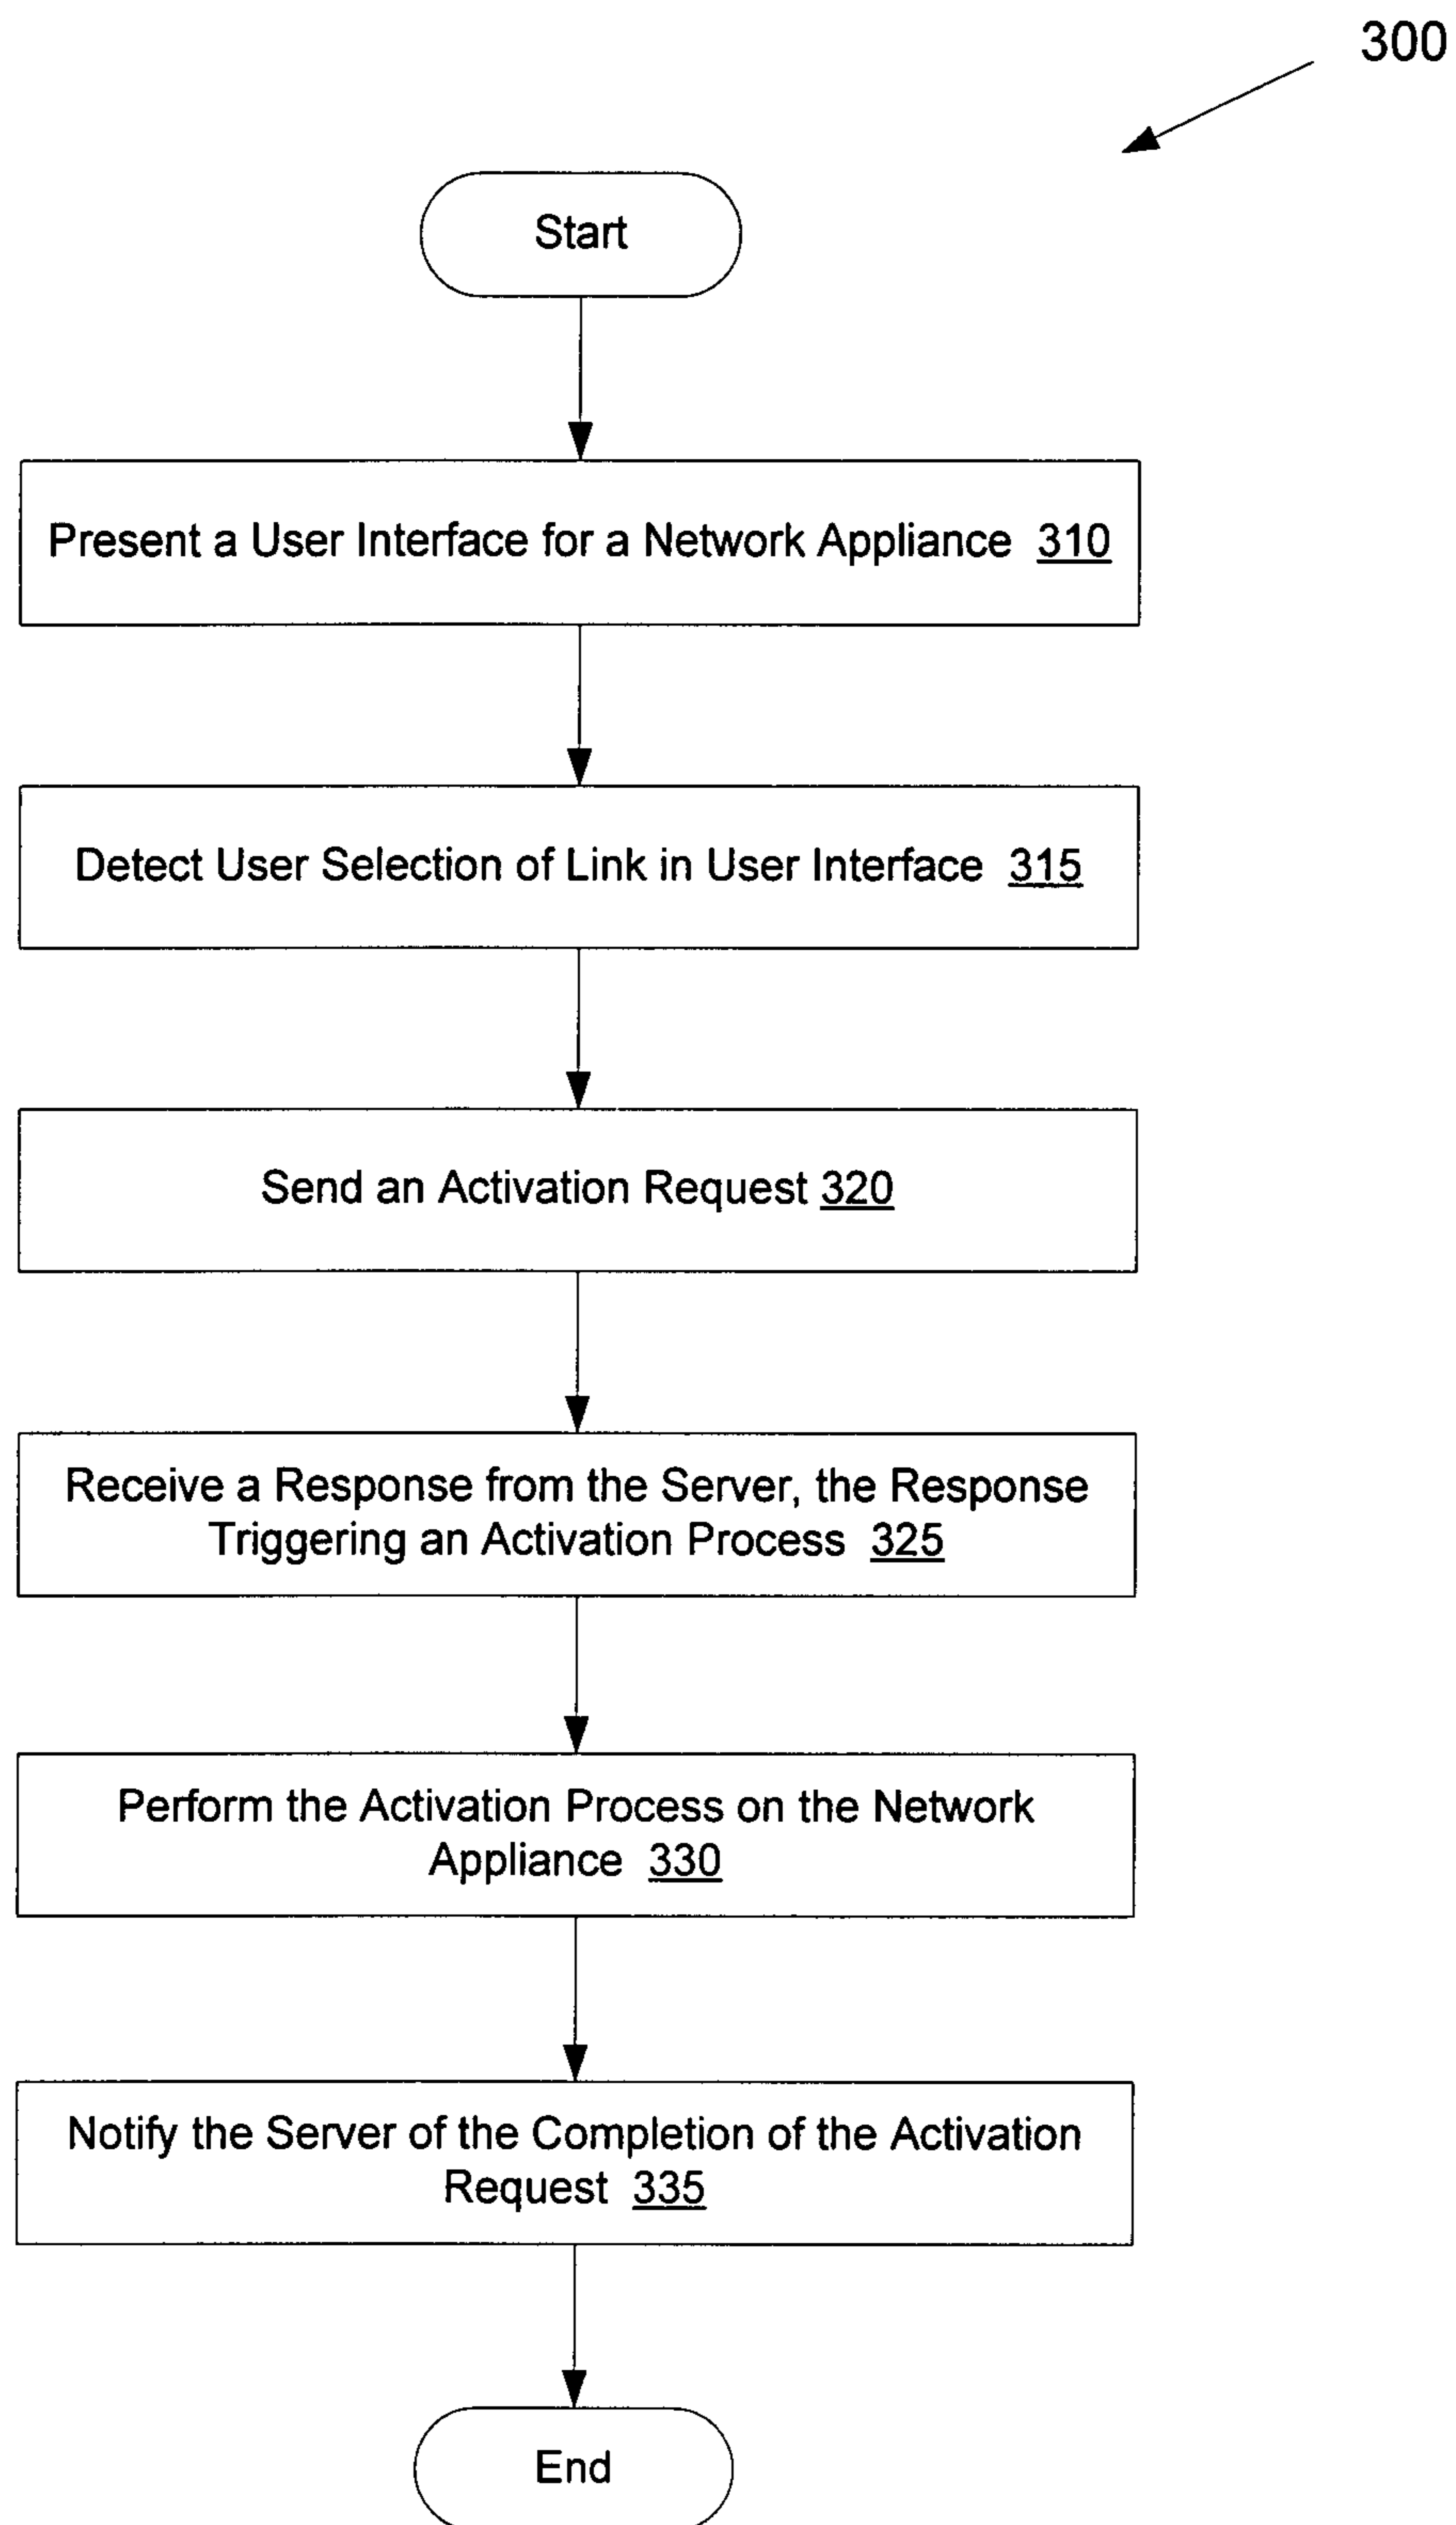 300
Start
Present a User Interface for a Network Appliance 310
Detect User Selection of Link in User Interface 315
Send an Activation Request 320
Receive a Response from the Server, the Response
Triggering an Activation Process 325
Perform the Activation Process on the Network
Appliance 330
Notify the Server of the Completion of the Activation
Request 335
End